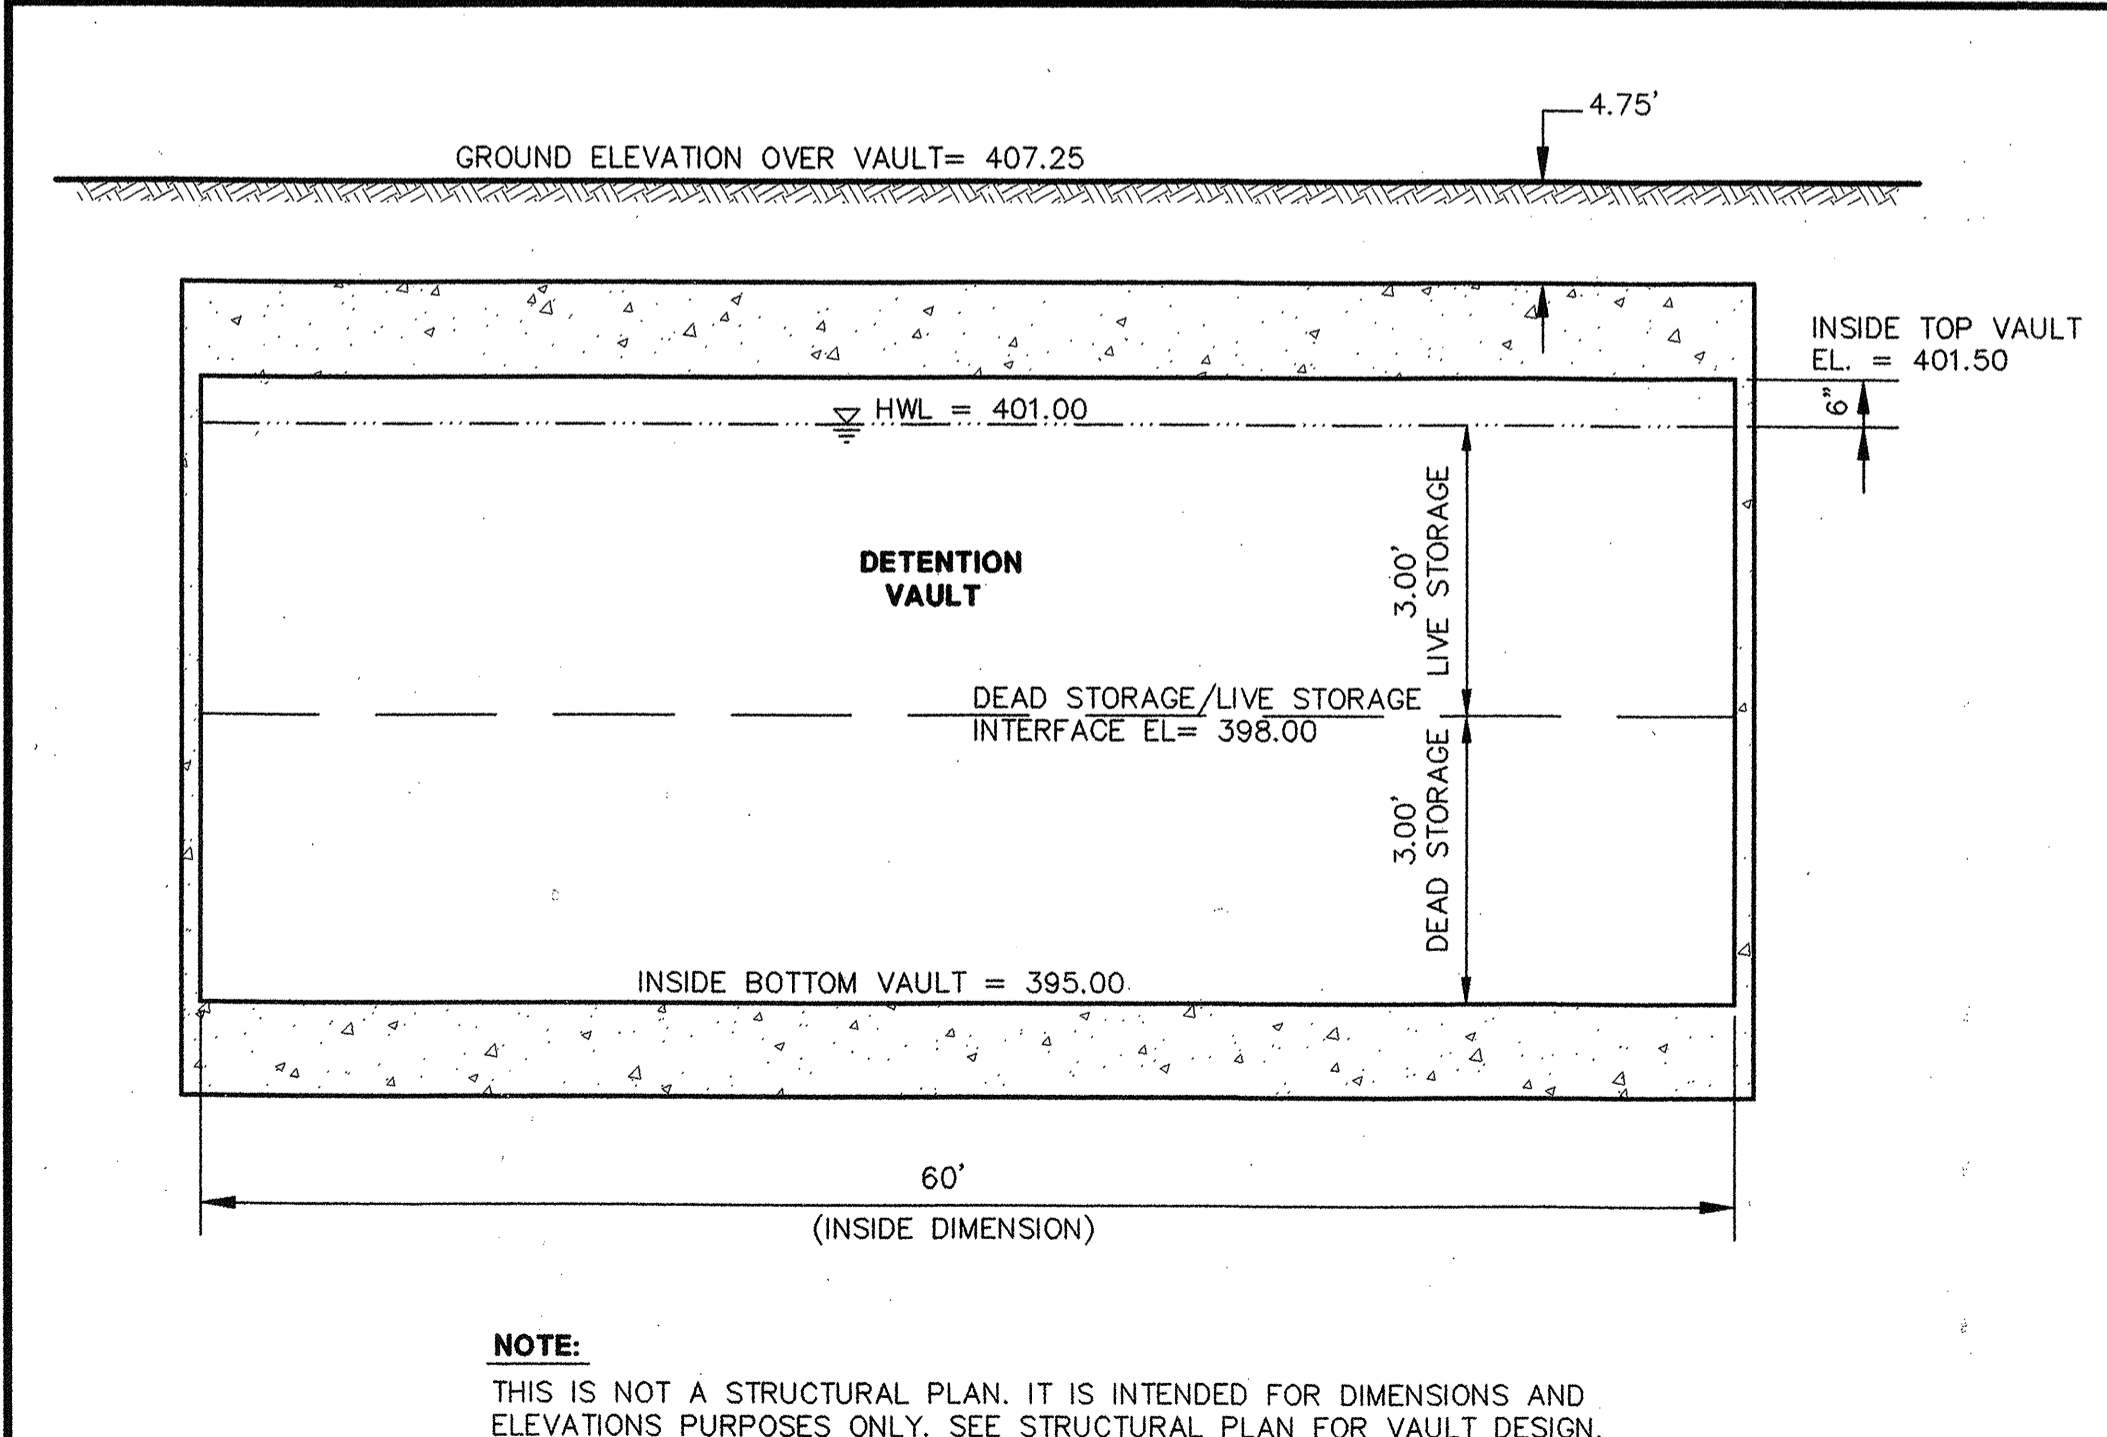 4.75'
GROUND ELEVATION OVER VAULT= 407.25
INSIDE TOP VAULT
EL. = 401.50
6"
HWL = 401.00
3.00'
LIVE STORAGE
DETENTION
VAULT
DEAD STORAGE/LIVE STORAGE
INTERFACE EL= 398.00
3.00'
DEAD STORAGE
INSIDE BOTTOM VAULT = 395.00
60'
(INSIDE DIMENSION)
NOTE:
THIS IS NOT A STRUCTURAL PLAN. IT IS INTENDED FOR DIMENSIONS AND
ELEVATIONS PURPOSES ONLY. SEE STRUCTURAL PLAN FOR VAULT DESIGN.